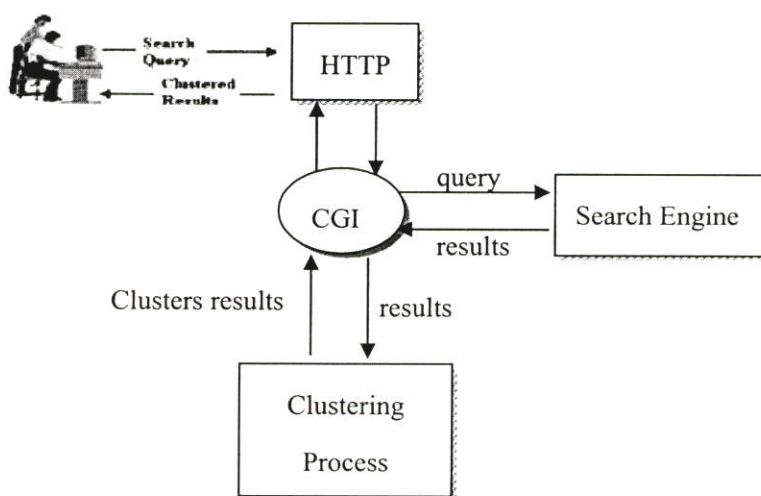 Search
Query
HTTP
Clustered
Results
query
CGI
Search Engine
results
Clusters results
results
Clustering
Process